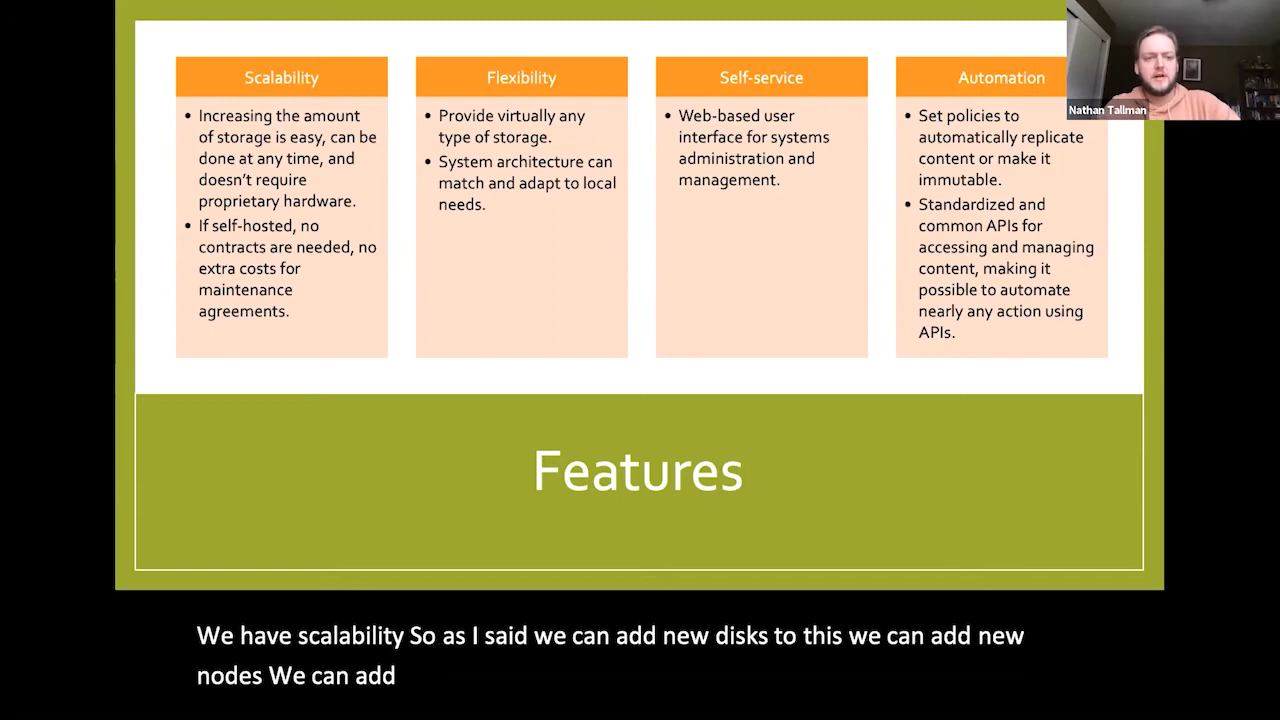 Scalability
• Increasing the amount
of storage is easy, can be
done at any time, and
doesn't require
proprietary hardware.
• If self-hosted, no
contracts are needed, no
extra costs for
maintenance
agreements.
Flexibility
• Provide virtually any
type of storage.
• System architecture can
match and adapt to local
needs.
Self-service
• Web-based user
interface for systems
administration and
management.
Automation
• Set policies to
automatically replicate
content or make it
immutable.
• Standardized and
common APIs for
accessing and managing
content, making it
possible to automate
nearly any action using
APIs.
Nathan Tallman
Features
We have scalability So as I said we can add new disks to this we can add new
nodes We can add